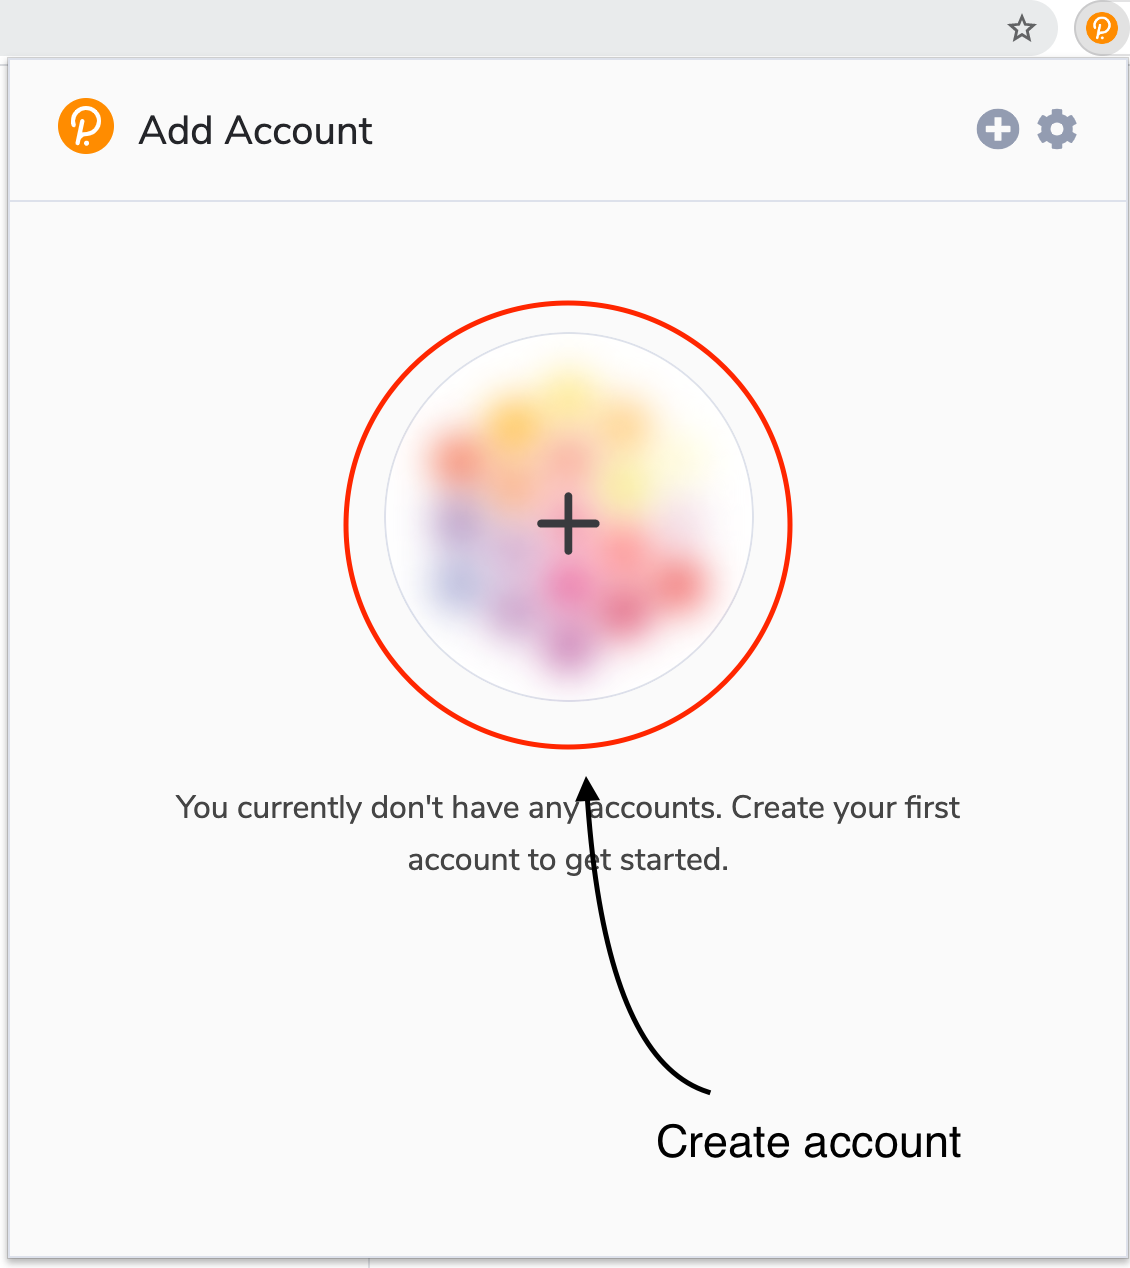 Add Account
You currently don't have any accounts. Create your first
account to get started.
Create account